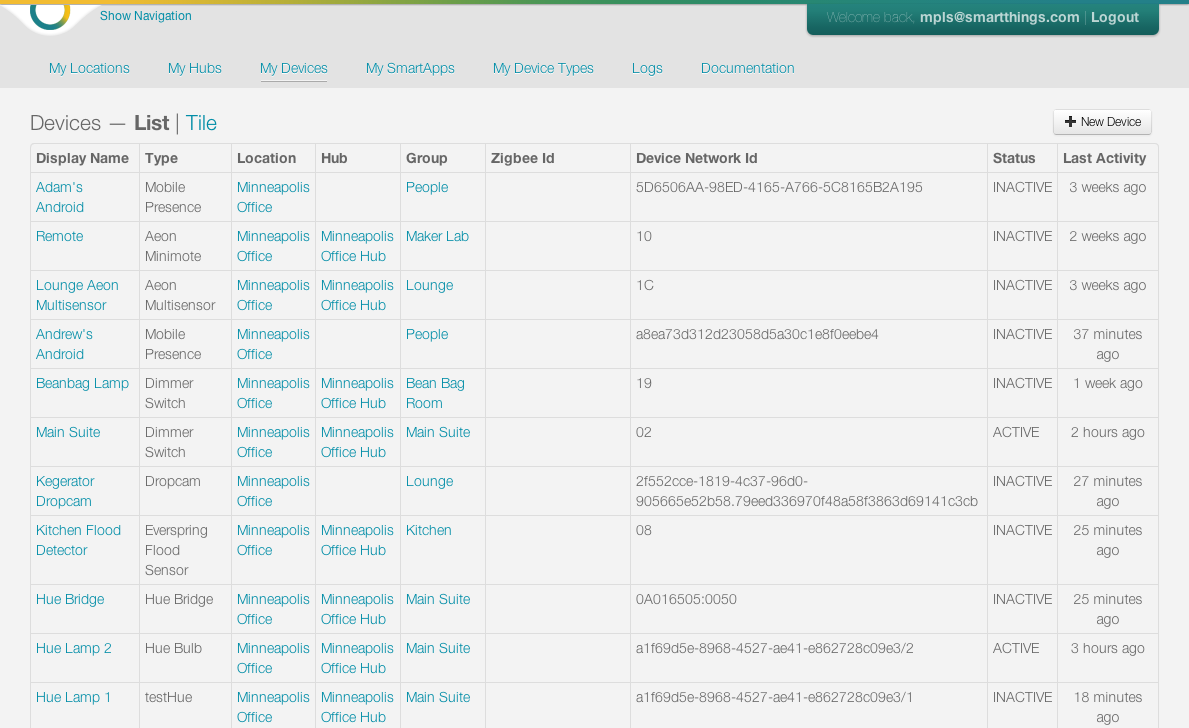 Show Navigation
Welcome back, mpls@smartthings.com | Logout
My Locations My Hubs My Devices My SmartApps My Device Types Logs Documentation
Devices — List | Tile
+ New Device
Display Name Type Location Hub Group Zigbee Id Device Network Id Status Last Activity
Adam's Mobile Minneapolis People 5D6506AA-98ED-4165-A766-5C8165B2A195 INACTIVE 3 weeks ago
Android Presence Office
Remote Aeon Minneapolis Minneapolis Maker Lab 10 INACTIVE 2 weeks ago
Minimote Office Office Hub
Lounge Aeon Aeon Minneapolis Minneapolis Lounge 1C INACTIVE 3 weeks ago
Multisensor Multisensor Office Office Hub
Andrew's Mobile Minneapolis People a8ea73d312d23058d5a30c1e8f0eebe4 INACTIVE 37 minutes
Android Presence Office ago
Beanbag Lamp Dimmer Minneapolis Minneapolis Bean Bag 19 INACTIVE 1 week ago
Switch Office Office Hub Room
Main Suite Dimmer Minneapolis Minneapolis Main Suite 02 ACTIVE 2 hours ago
Switch Office Office Hub
Kegerator Dropcam Minneapolis Lounge 2f552cce-1819-4c37-96d0- INACTIVE 27 minutes
Dropcam Office 905665e52b58.79eed336970f48a58f3863d69141c3cb ago
Kitchen Flood Everspring Minneapolis Minneapolis Kitchen 08 INACTIVE 25 minutes
Detector Flood Office Office Hub ago
Sensor
Hue Bridge Hue Bridge Minneapolis Minneapolis Main Suite 0A016505:0050 INACTIVE 25 minutes
Office Office Hub ago
Hue Lamp 2 Hue Bulb Minneapolis Minneapolis Main Suite a1f69d5e-8968-4527-ae41-e862728c09e3/2 ACTIVE 3 hours ago
Office Office Hub
Hue Lamp 1 testHue Minneapolis Minneapolis Main Suite a1f69d5e-8968-4527-ae41-e862728c09e3/1 INACTIVE 18 minutes
Office Office Hub ago